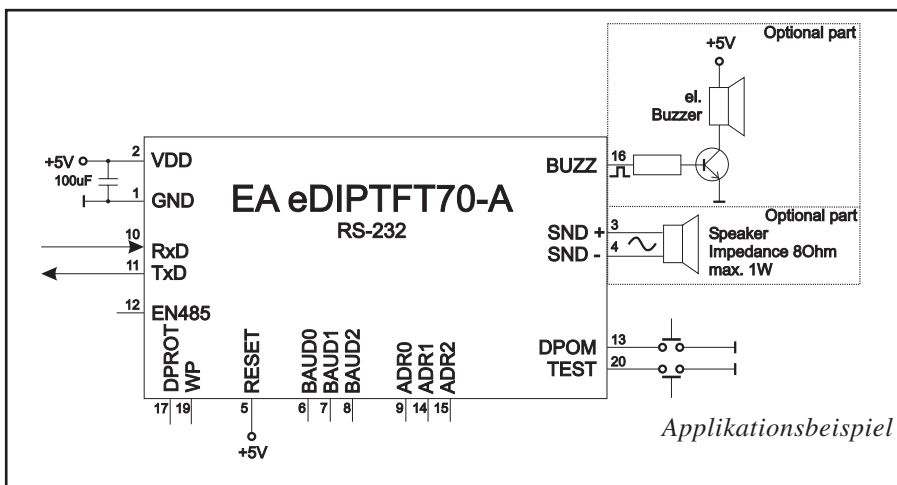 Optional part
+5V
el.
Buzzer
2 VDD
+5V
100uF
1 GND
EA eDIPTFT70-A
RS-232
BUZZ 16
Optional part
SND + 3
SND - 4
Speaker
Impedance 8Ohm
max. 1W
10 RxD
11 TxD
12 EN485
DPROT
WP
RESET
BAUD0
BAUD1
BAUD2
ADR0
ADR1
ADR2
DPOM 13
TEST 20
17 19 5 6 7 8 9 14 15
+5V
Applikationsbeispiel